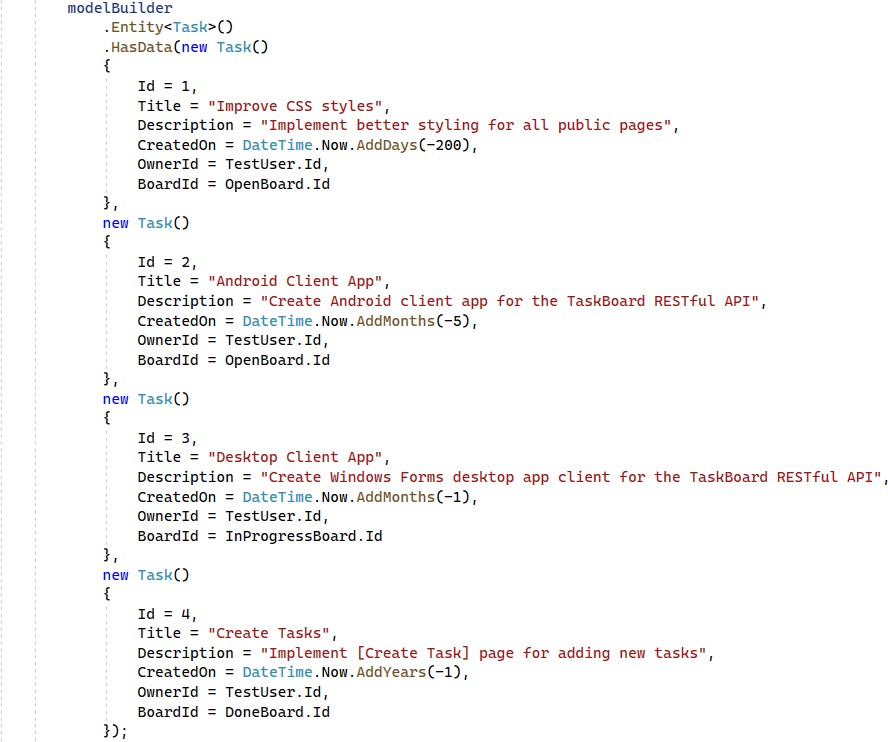 modelBuilder
    .Entity<Task>()
    .HasData(new Task()
    {
        Id = 1,
        Title = "Improve CSS styles",
        Description = "Implement better styling for all public pages",
        CreatedOn = DateTime.Now.AddDays(-200),
        OwnerId = TestUser.Id,
        BoardId = OpenBoard.Id
    },
    new Task()
    {
        Id = 2,
        Title = "Android Client App",
        Description = "Create Android client app for the TaskBoard RESTful API",
        CreatedOn = DateTime.Now.AddMonths(-5),
        OwnerId = TestUser.Id,
        BoardId = OpenBoard.Id
    },
    new Task()
    {
        Id = 3,
        Title = "Desktop Client App",
        Description = "Create Windows Forms desktop app client for the TaskBoard RESTful API",
        CreatedOn = DateTime.Now.AddMonths(-1),
        OwnerId = TestUser.Id,
        BoardId = InProgressBoard.Id
    },
    new Task()
    {
        Id = 4,
        Title = "Create Tasks",
        Description = "Implement [Create Task] page for adding new tasks",
        CreatedOn = DateTime.Now.AddYears(-1),
        OwnerId = TestUser.Id,
        BoardId = DoneBoard.Id
    });